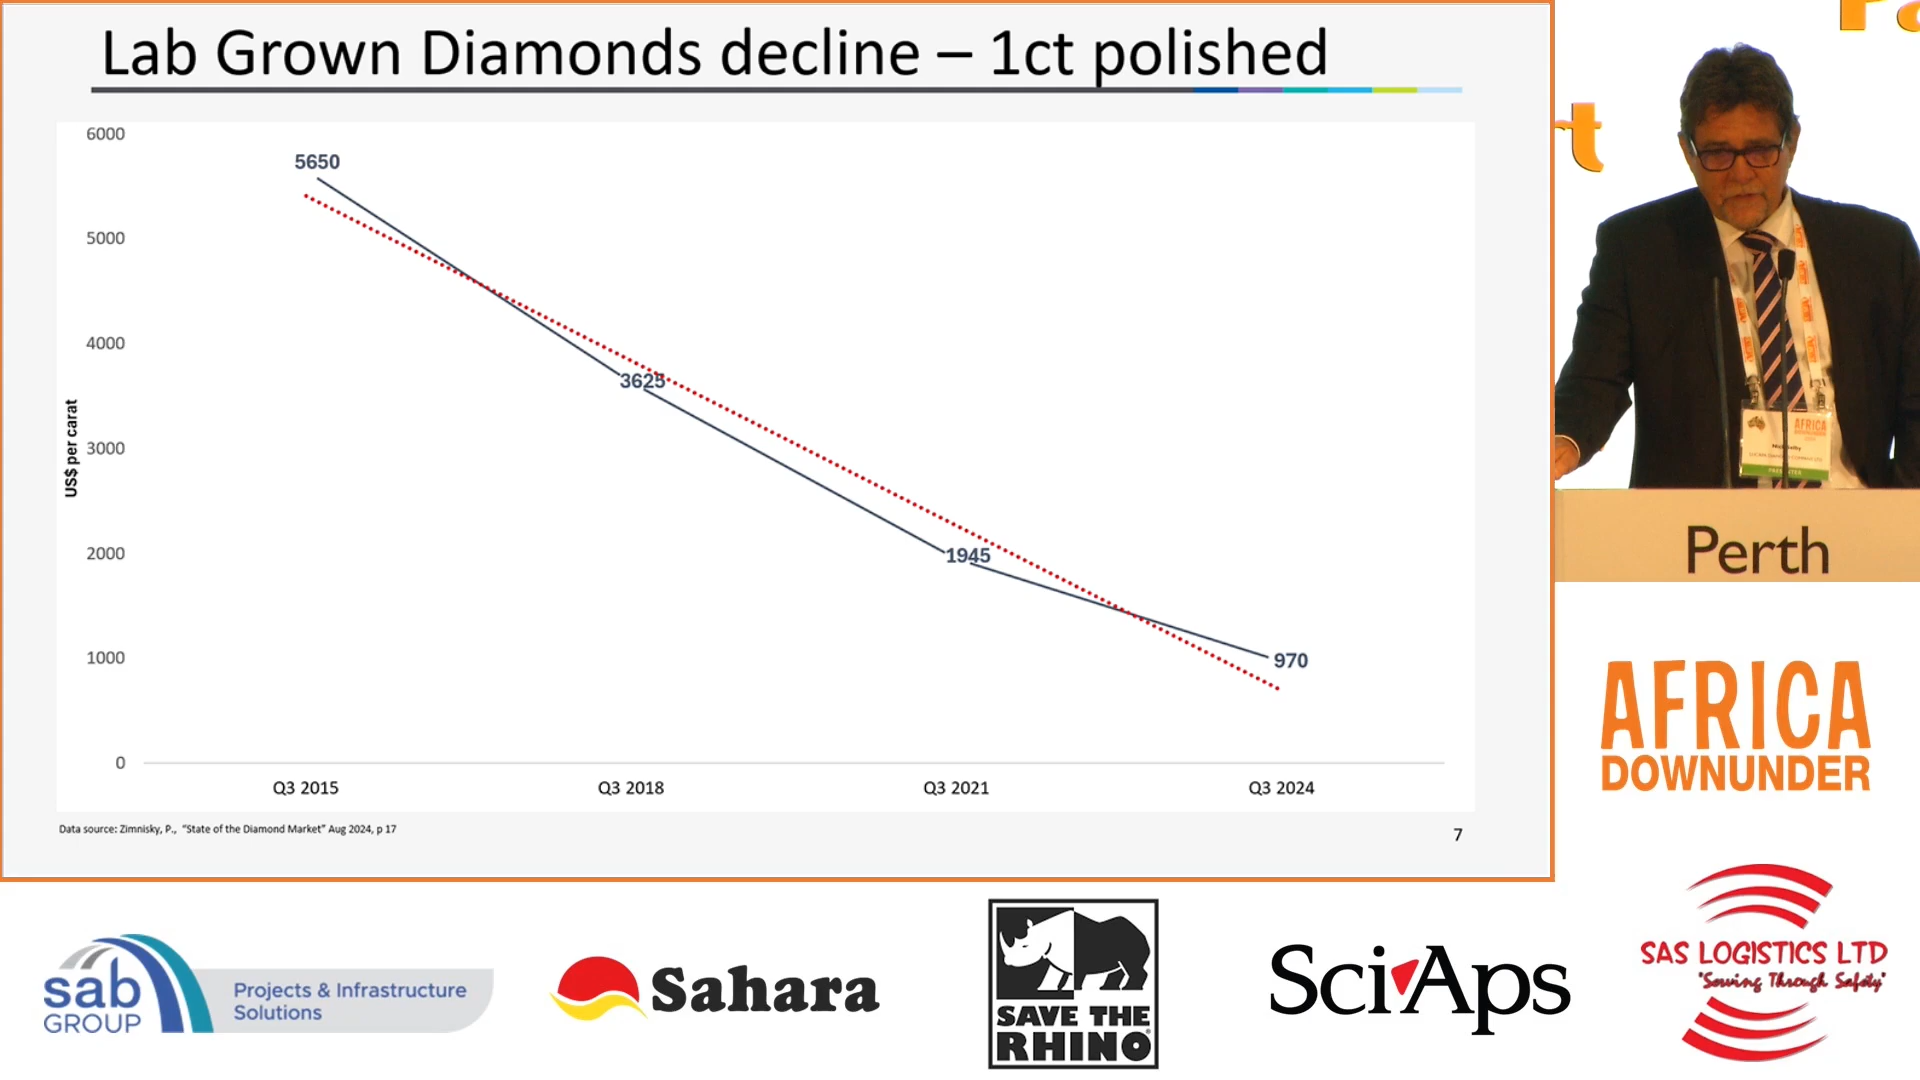 Lab Grown Diamonds decline – 1ct polished
6000
5000
4000
3000
2000
1000
0
US$ per carat
5650
3625
1945
970
Q3 2015
Q3 2018
Q3 2021
Q3 2024
Data source: Zimnisky, P., “State of the Diamond Market” Aug 2024, p 17
7
rt
AFRICA
Perth
AFRICA
DOWNUNDER
sab
GROUP
Projects & Infrastructure
Solutions
Sahara
SAVE THE
RHINO
SciAps
SAS LOGISTICS LTD
"Serving Through Safety"